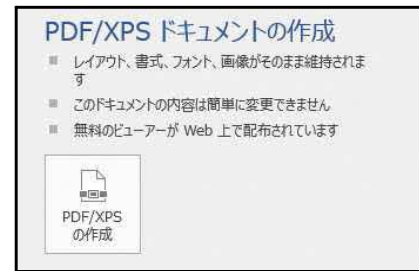 PDF/XPS ドキュメントの作成
レイアウト、書式、フォント、画像がそのまま維持されま
す
このドキュメントの内容は簡単に変更できません
無料のビューアーが Web 上で配布されています
PDF/XPS
の作成